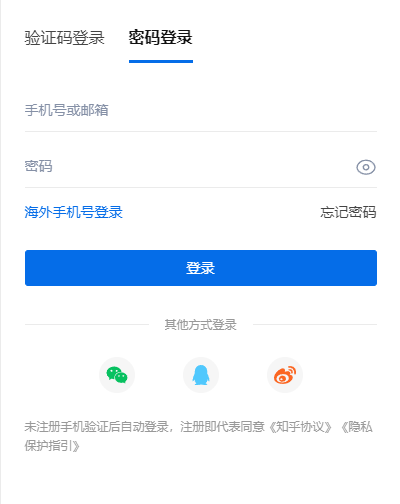 验证码登录 密码登录
手机号或邮箱
密码
海外手机号登录 忘记密码
登录
其他方式登录
未注册手机验证后自动登录，注册即代表同意《知乎协议》《隐私
保护指引》